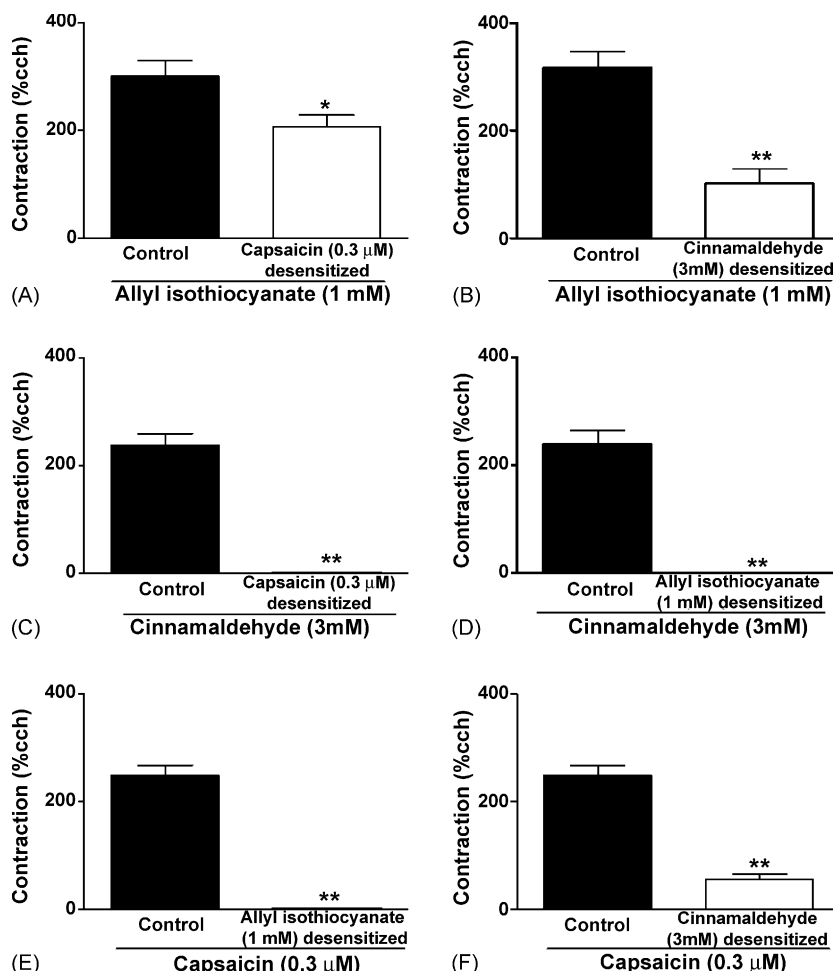 Contraction (%cch)
400
200
0
*
Control
Capsaicin (0.3 µM)
desensitized
(A)
Allyl isothiocyanate (1 mM)
Contraction (%cch)
400
200
0
**
Control
Cinnamaldehyde
(3mM) desensitized
(B)
Allyl isothiocyanate (1 mM)
Contraction (%cch)
400
200
0
**
Control
Capsaicin (0.3 µM)
desensitized
(C)
Cinnamaldehyde (3mM)
Contraction (%cch)
400
200
0
**
Control
Allyl isothiocyanate
(1 mM) desensitized
(D)
Cinnamaldehyde (3mM)
Contraction (%cch)
400
200
0
**
Control
Allyl isothiocyanate
(1 mM) desensitized
(E)
Capsaicin (0.3 µM)
Contraction (%cch)
400
200
0
**
Control
Cinnamaldehyde
(3mM) desensitized
(F)
Capsaicin (0.3 µM)